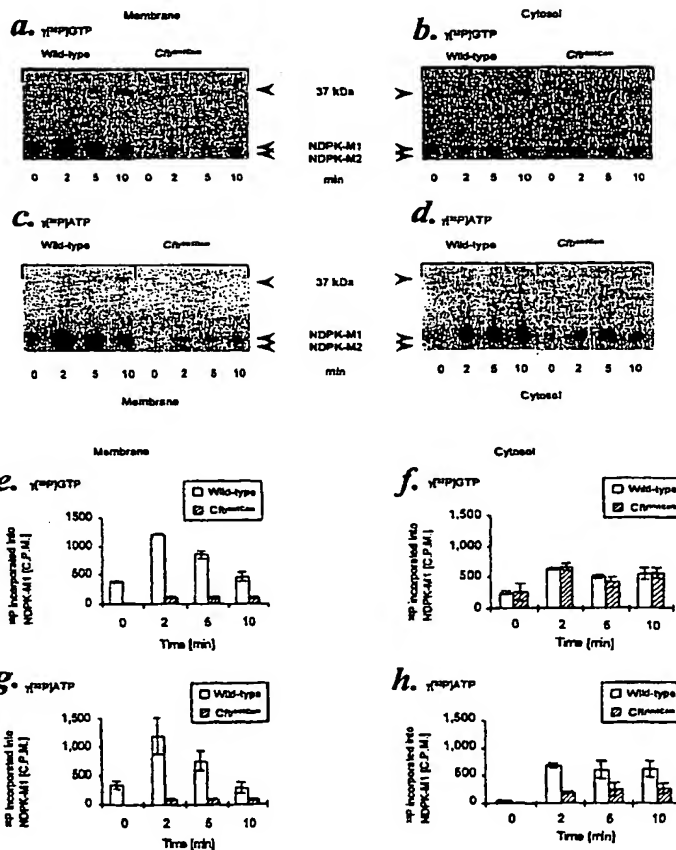 Membrane
Cytosol
a. γ[³²P]GTP
b. γ[³²P]GTP
Wild-type
Wild-type
37 kDa
NDPK-M1
NDPK-M2
0 2 5 10 0 2 5 10
min
0 2 5 10 0 2 5 10
c. γ[³²P]ATP
d. γ[³²P]ATP
Wild-type
Wild-type
37 kDa
NDPK-M1
NDPK-M2
0 2 5 10 0 2 5 10
min
0 2 5 10 0 2 5 10
Membrane
Cytosol
Membrane
Cytosol
e. γ[³²P]GTP
f. γ[³²P]GTP
Wild-type
Wild-type
³²P incorporated into
NDPK-M1 [C.P.M.]
1500
1000
500
0
0 2 5 10
Time [min]
³²P incorporated into
NDPK-M1 [C.P.M.]
1,500
1,000
500
0
0 2 5 10
Time [min]
g. γ[³²P]ATP
h. γ[³²P]ATP
Wild-type
Wild-type
³²P incorporated into
NDPK-M1 [C.P.M.]
1,500
1,000
500
0
0 2 5 10
Time [min]
³²P incorporated into
NDPK-M1 [C.P.M.]
1,500
1,000
500
0
0 2 5 10
Time [min]